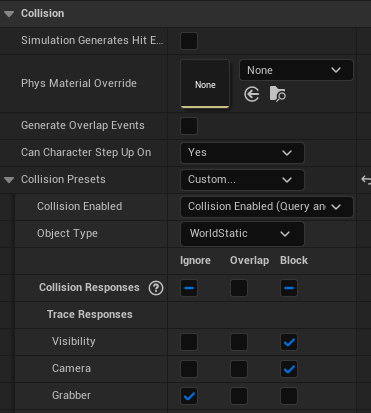 Collision
Simulation Generates Hit E...
Phys Material Override
None
None
Generate Overlap Events
Can Character Step Up On
Yes
Collision Presets
Custom...
Collision Enabled
Collision Enabled (Query an
Object Type
WorldStatic
Ignore Overlap Block
Collision Responses ?
Trace Responses
Visibility
Camera
Grabber